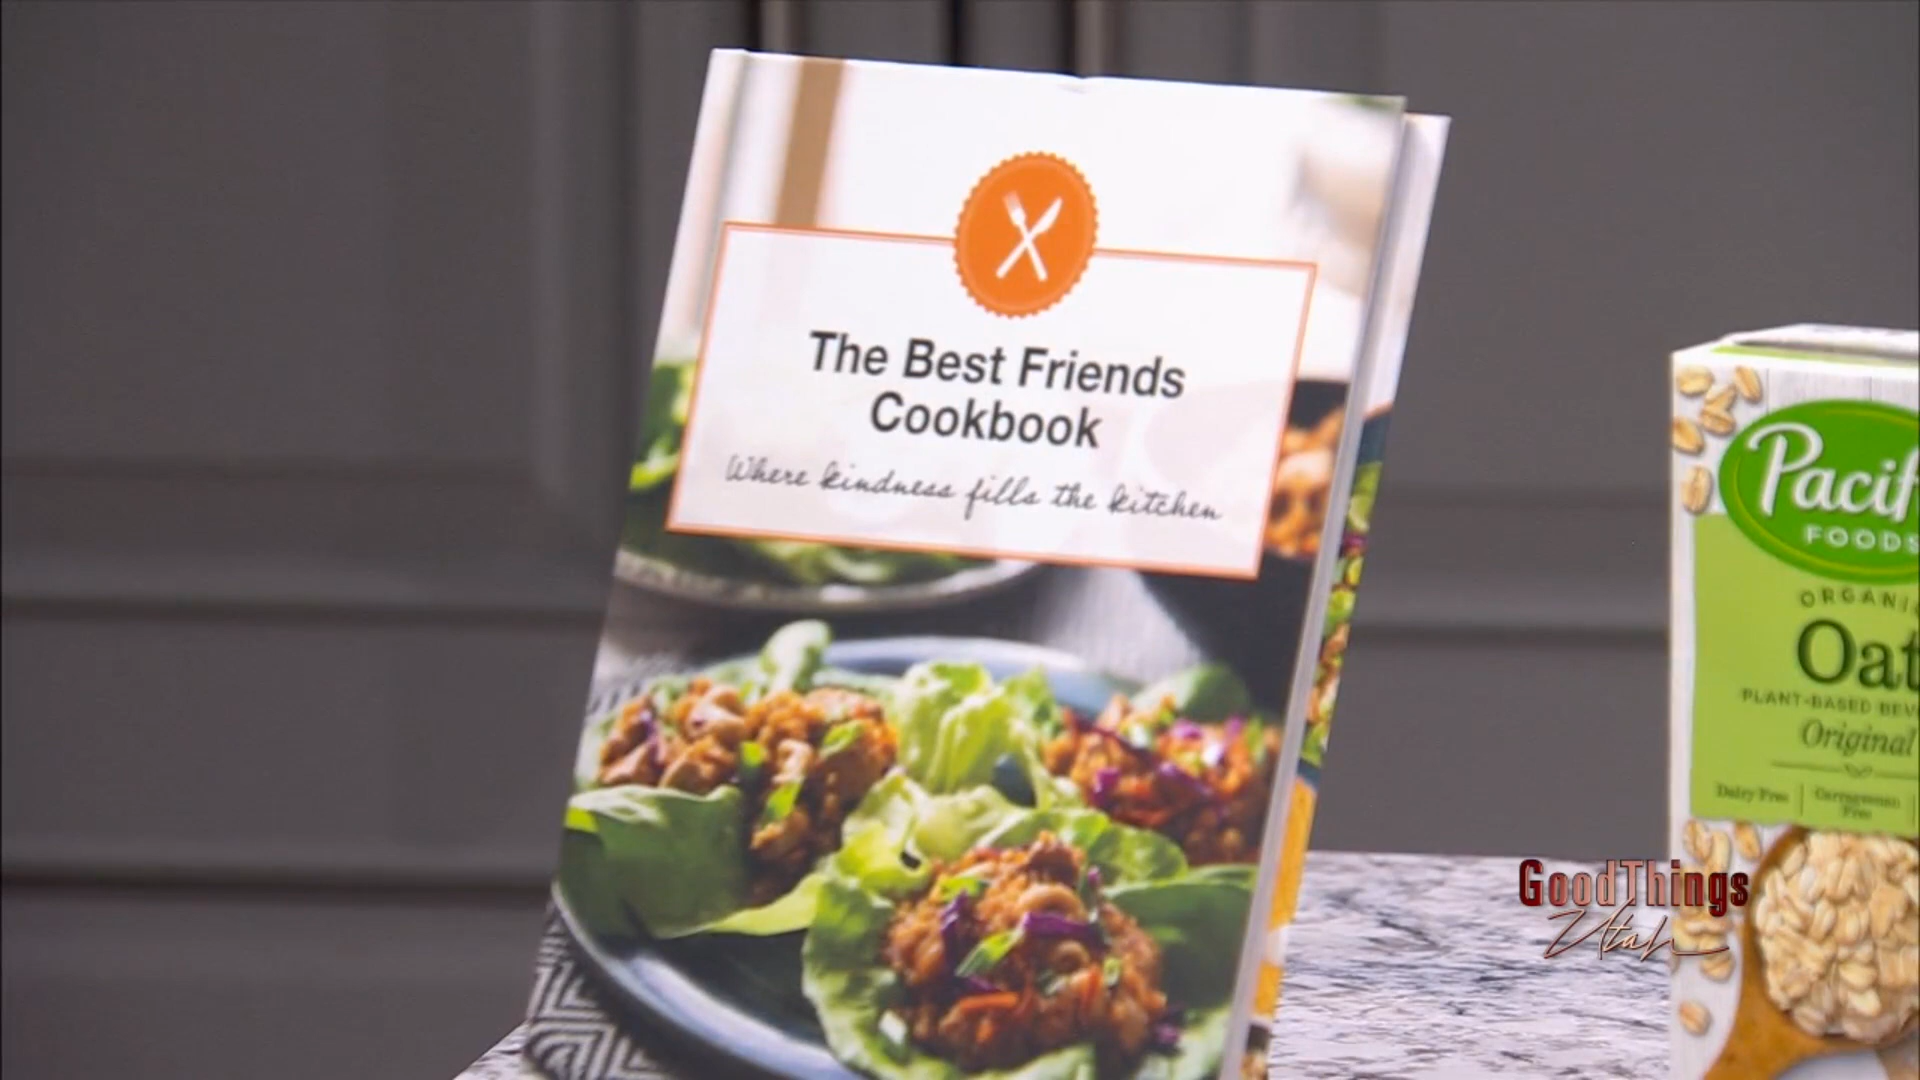 The Best Friends
Cookbook
Where kindness fills the kitchen
Pacif
FOODS
ORGANIC
Oat
PLANT-BASED BEV
Original
Dairy Free
Carrageenan
Free
GoodThings
Utah